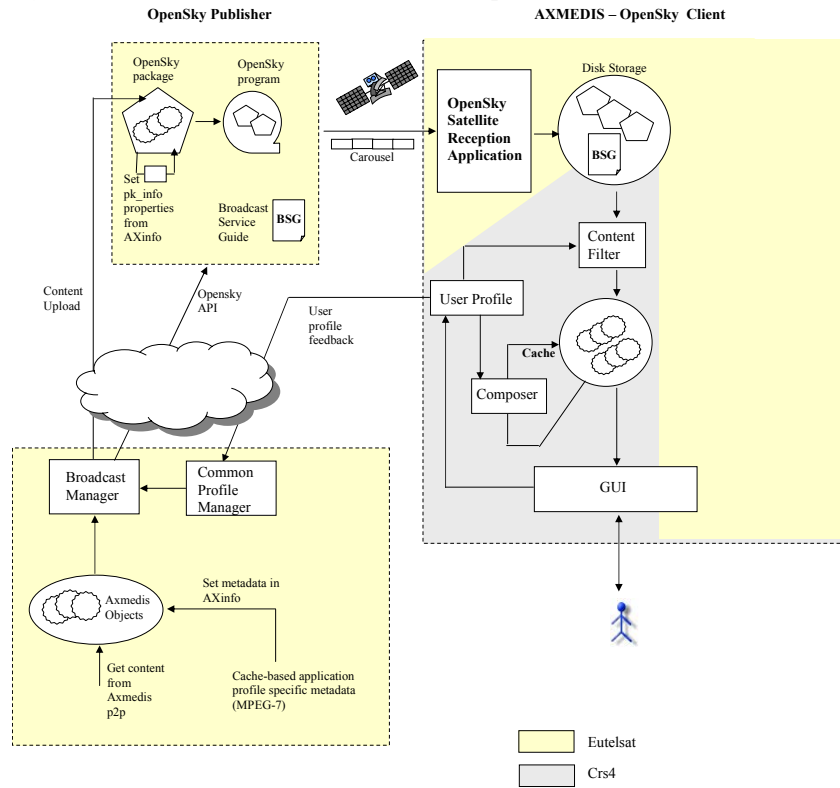 OpenSky Publisher
AXMEDIS – OpenSky Client
OpenSky
package
OpenSky
program
Set
pk_info
properties
from
AXinfo
Broadcast
Service
Guide
BSG
Carousel
OpenSky
Satellite
Reception
Application
Disk Storage
BSG
Content
Filter
User Profile
Cache
Composer
GUI
Content
Upload
Opensky
API
User
profile
feedback
Broadcast
Manager
Common
Profile
Manager
Axmedis
Objects
Set metadata in
AXinfo
Get content
from
Axmedis
p2p
Cache-based application
profile specific metadata
(MPEG-7)
Eutelsat
Crs4